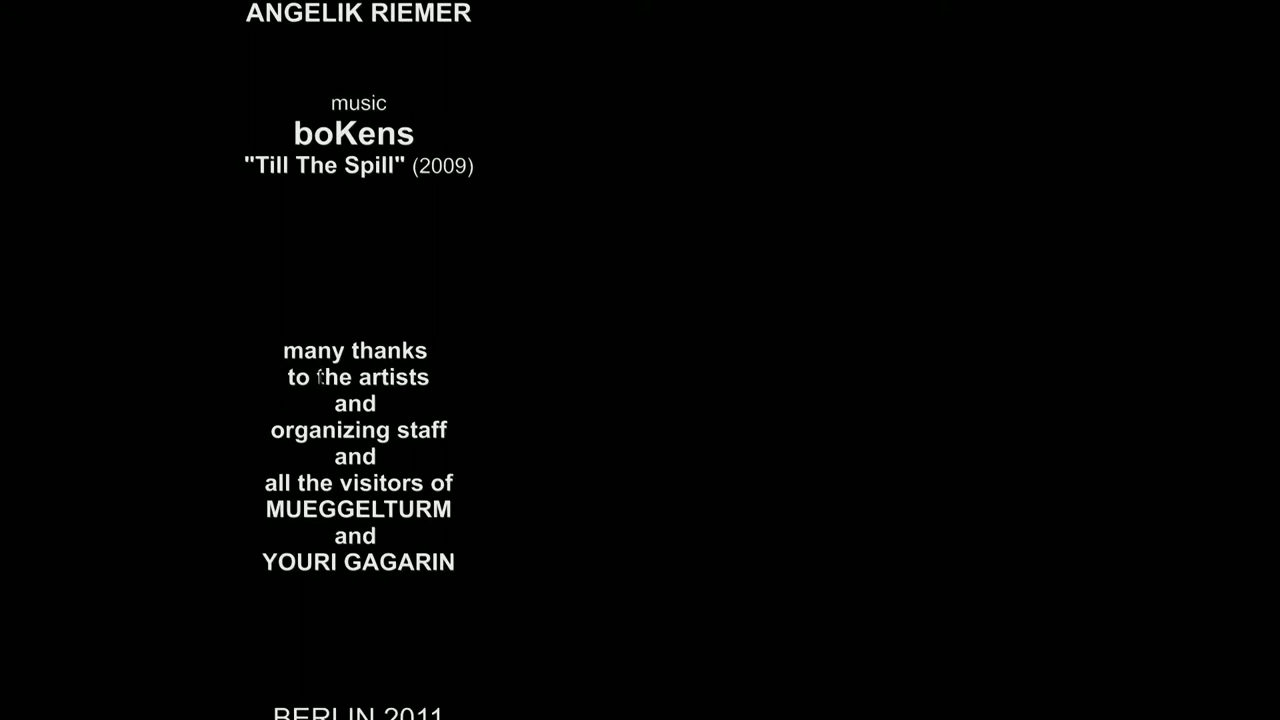 ANGELIK RIEMER
music
boKens
"Till The Spill" (2009)
many thanks
to the artists
and
organizing staff
and
all the visitors of
MUEGGELTURM
and
YOURI GAGARIN
BERLIN 2011